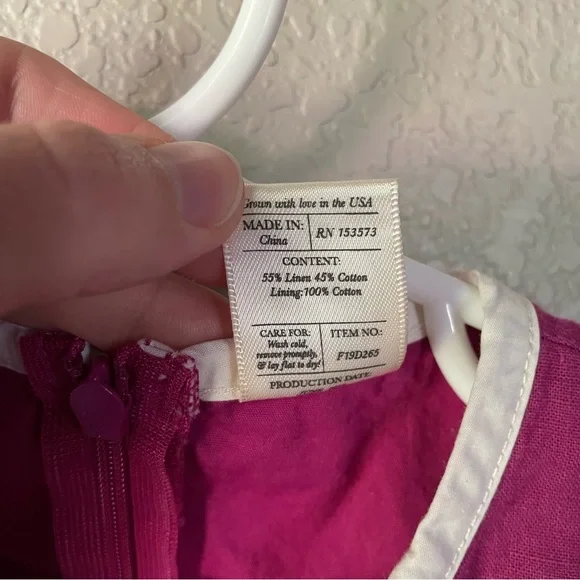 Grown with love in the USA
MADE IN:
China
RN 153573
CONTENT:
55% Linen 45% Cotton
Lining:100% Cotton
CARE FOR:
Wash cold,
remove promptly,
& lay flat to dry!
ITEM NO.:
F19D265
PRODUCTION DATE